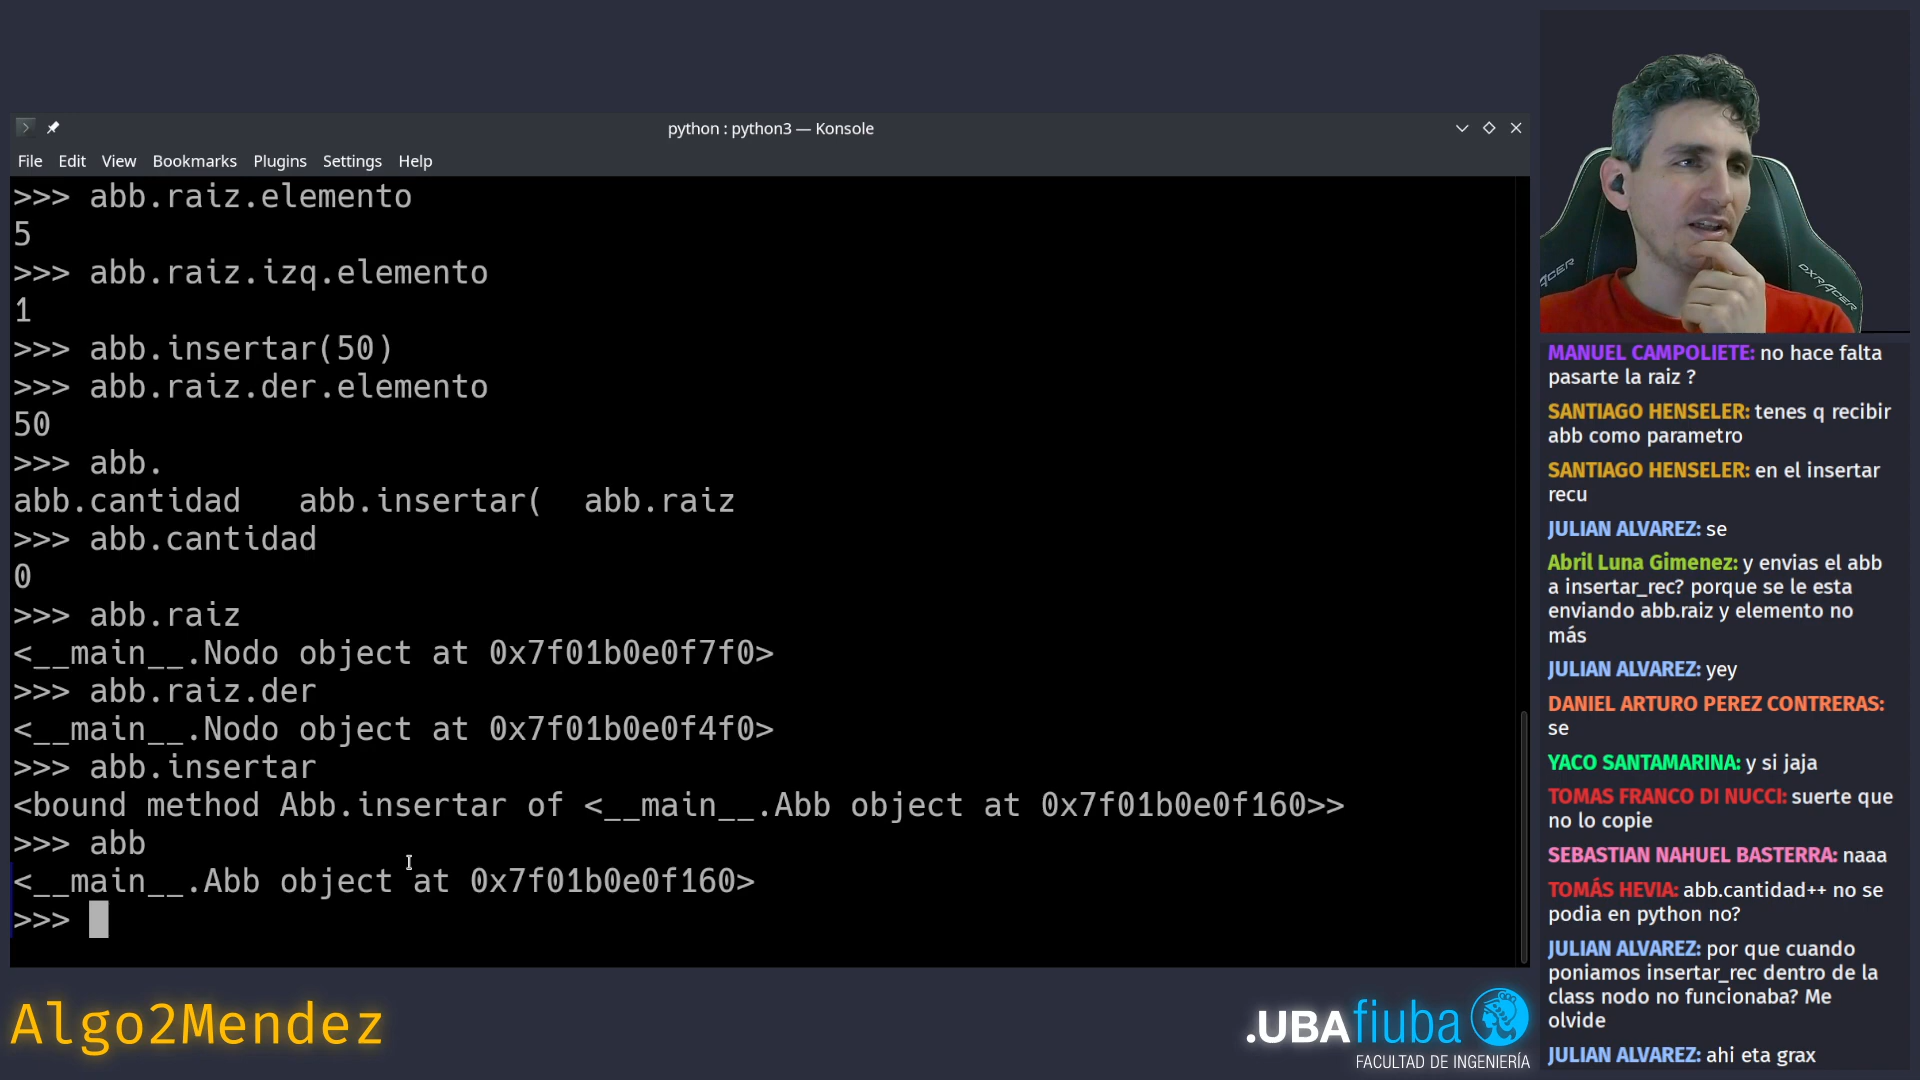 python : python3 — Konsole
File Edit View Bookmarks Plugins Settings Help
>>> abb.raiz.elemento
5
>>> abb.raiz.izq.elemento
1
>>> abb.insertar(50)
>>> abb.raiz.der.elemento
50
>>> abb.
abb.cantidad   abb.insertar(  abb.raiz
>>> abb.cantidad
0
>>> abb.raiz
<__main__.Nodo object at 0x7f01b0e0f7f0>
>>> abb.raiz.der
<__main__.Nodo object at 0x7f01b0e0f4f0>
>>> abb.insertar
<bound method Abb.insertar of <__main__.Abb object at 0x7f01b0e0f160>>
>>> abb
<__main__.Abb object at 0x7f01b0e0f160>
>>>
Algo2Mendez
.UBAfiuba
FACULTAD DE INGENIERÍA
DXRACER
MANUEL CAMPOLIETE: no hace falta
pasarte la raiz ?
SANTIAGO HENSELER: tenes q recibir
abb como parametro
SANTIAGO HENSELER: en el insertar
recu
JULIAN ALVAREZ: se
Abril Luna Gimenez: y envias el abb
a insertar_rec? porque se le esta
enviando abb.raiz y elemento no
más
JULIAN ALVAREZ: yey
DANIEL ARTURO PEREZ CONTRERAS:
se
YACO SANTAMARINA: y si jaja
TOMAS FRANCO DI NUCCI: suerte que
no lo copie
SEBASTIAN NAHUEL BASTERRA: naaa
TOMÁS HEVIA: abb.cantidad++ no se
podia en python no?
JULIAN ALVAREZ: por que cuando
poniamos insertar_rec dentro de la
class nodo no funcionaba? Me
olvide
JULIAN ALVAREZ: ahi eta grax